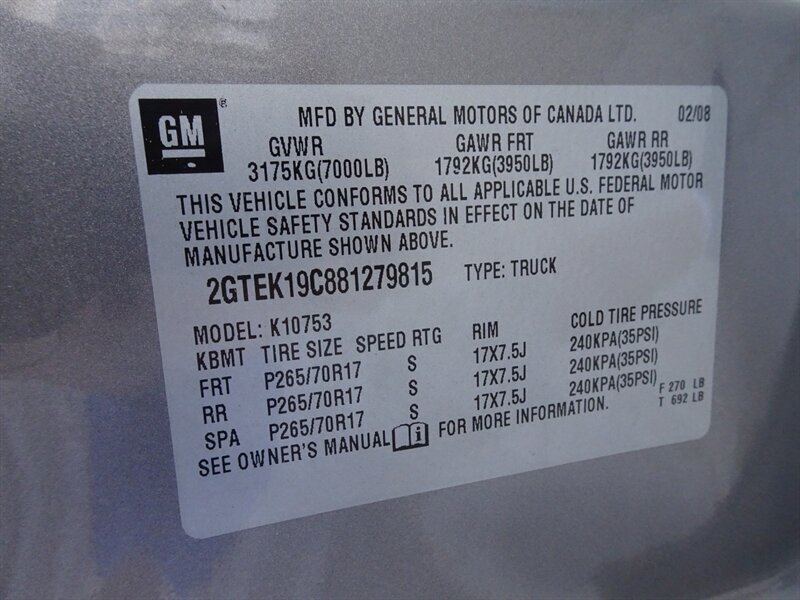 GM ®
MFD BY GENERAL MOTORS OF CANADA LTD. 02/08
GVWR GAWR FRT GAWR RR
3175KG(7000LB) 1792KG(3950LB) 1792KG(3950LB)
THIS VEHICLE CONFORMS TO ALL APPLICABLE U.S. FEDERAL MOTOR
VEHICLE SAFETY STANDARDS IN EFFECT ON THE DATE OF
MANUFACTURE SHOWN ABOVE.
2GTEK19C881279815 TYPE: TRUCK
MODEL: K10753
KBMT TIRE SIZE SPEED RTG RIM COLD TIRE PRESSURE
FRT P265/70R17 S 17X7.5J 240KPA(35PSI)
RR P265/70R17 S 17X7.5J 240KPA(35PSI)
SPA P265/70R17 S 17X7.5J 240KPA(35PSI)
F 270 LB
T 692 LB
SEE OWNER'S MANUAL i FOR MORE INFORMATION.